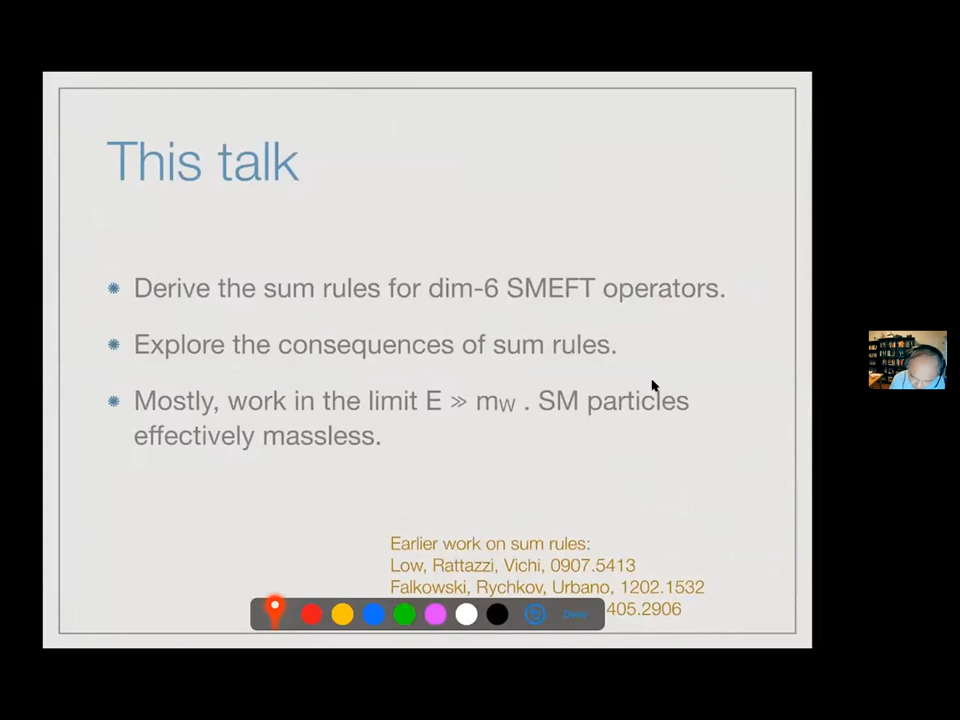 This talk
Derive the sum rules for dim-6 SMEFT operators.
Explore the consequences of sum rules.
Mostly, work in the limit E ≫ mW . SM particles
effectively massless.
Earlier work on sum rules:
Low, Rattazzi, Vichi, 0907.5413
Falkowski, Rychkov, Urbano, 1202.1532
405.2906